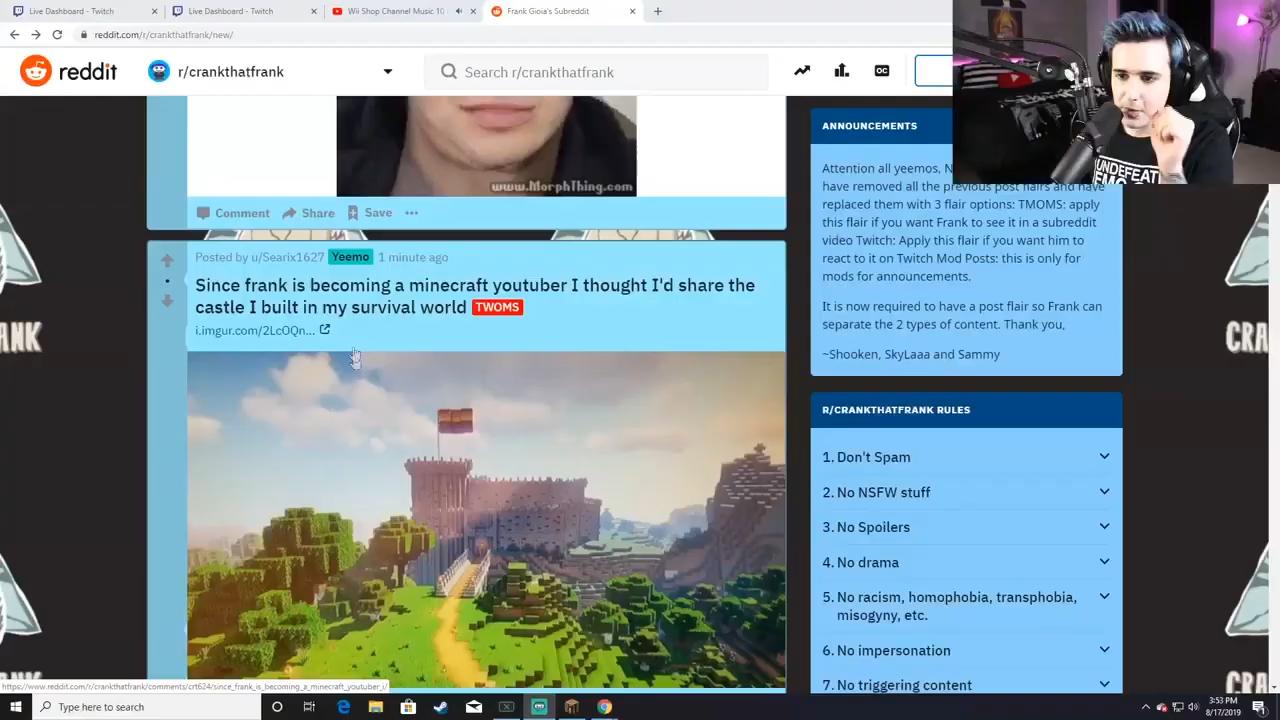 Live Dashboard - Twitch
Live Dashboard - Twitch
Wii Shop Channel Music 10
Frank Gioia's Subreddit
reddit.com/r/crankthatfrank/new/
reddit
r/crankthatfrank
Search r/crankthatfrank
www.MorphThing.com
Comment Share Save
Posted by u/Searix1627 Yeemo 1 minute ago
Since frank is becoming a minecraft youtuber I thought I'd share the
castle I built in my survival world TWOMS
i.imgur.com/2LcOQn...
ANNOUNCEMENTS
Attention all yeemos,
have removed all the previous post flairs and have
replaced them with 3 flair options: TMOMS: apply
this flair if you want Frank to see it in a subreddit
video Twitch: Apply this flair if you want him to
react to it on Twitch Mod Posts: this is only for
mods for announcements.
It is now required to have a post flair so Frank can
separate the 2 types of content. Thank you,
~Shooken, SkyLaaa and Sammy
R/CRANKTHATFRANK RULES
1. Don't Spam
2. No NSFW stuff
3. No Spoilers
4. No drama
5. No racism, homophobia, transphobia,
misogyny, etc.
6. No impersonation
7. No triggering content
UNDEFEAT
https://www.reddit.com/r/crankthatfrank/comments/crt624/since_frank_is_becoming_a_minecraft_youtuber_i/
Type here to search
3:53 PM
8/17/2019